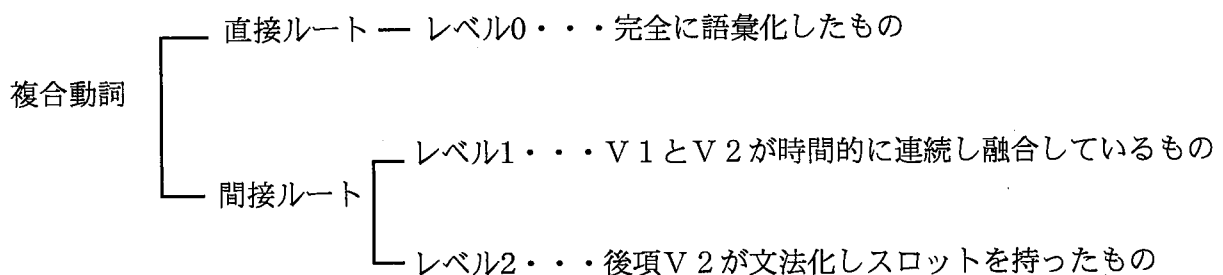 直接ルート ー レベル0・・・完全に語彙化したもの
複合動詞
レベル1・・・V1とV2が時間的に連続し融合しているもの
間接ルート
レベル2・・・後項V2が文法化しスロットを持ったもの